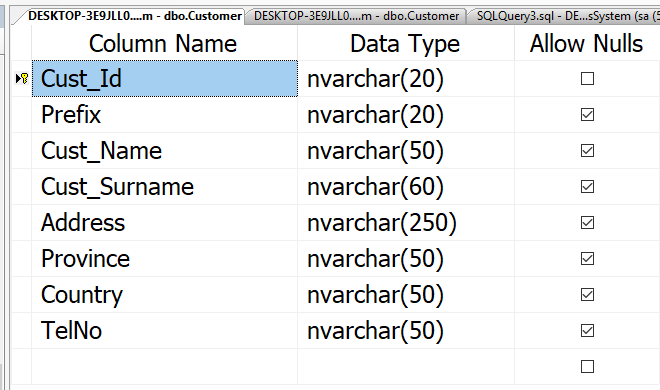 DESKTOP-3E9JLL0....m - dbo.Customer DESKTOP-3E9JLL0....m - dbo.Customer SQLQuery3.sql - DE...sSystem (sa (5
Column Name Data Type Allow Nulls
Cust_Id nvarchar(20)
Prefix nvarchar(20)
Cust_Name nvarchar(50)
Cust_Surname nvarchar(60)
Address nvarchar(250)
Province nvarchar(50)
Country nvarchar(50)
TelNo nvarchar(50)